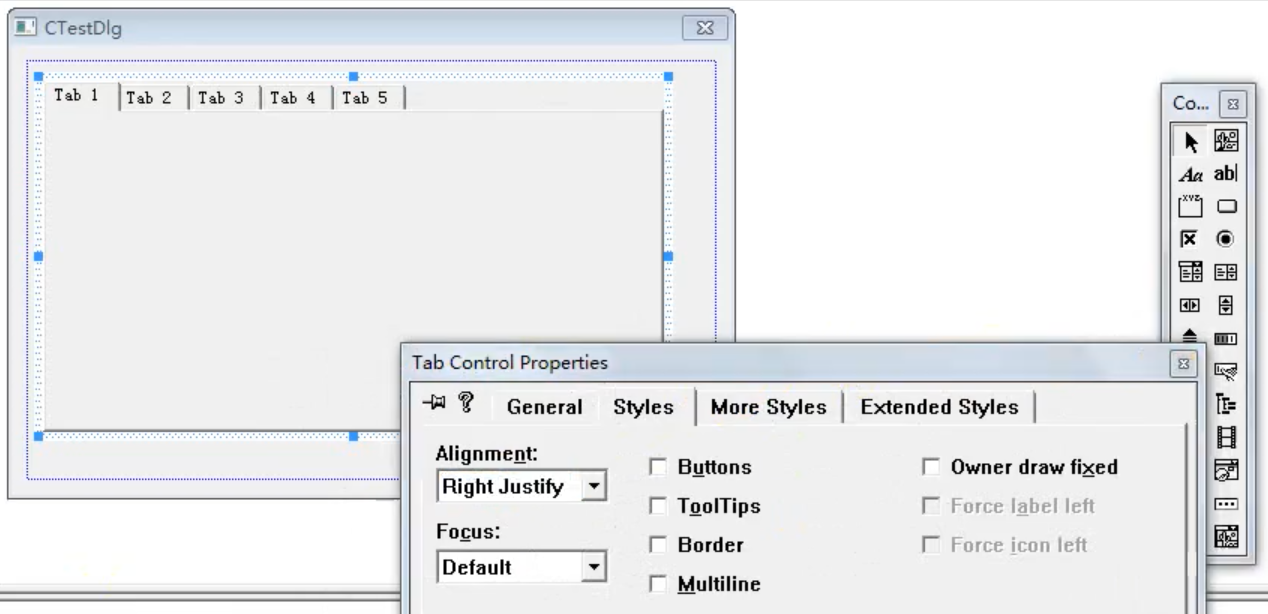 CTestDlg
Tab 1 Tab 2 Tab 3 Tab 4 Tab 5
Co...
Aa ab|
XYZ
Tab Control Properties
General Styles More Styles Extended Styles
Alignment:
Right Justify
Focus:
Default
Buttons
ToolTips
Border
Multiline
Owner draw fixed
Force label left
Force icon left